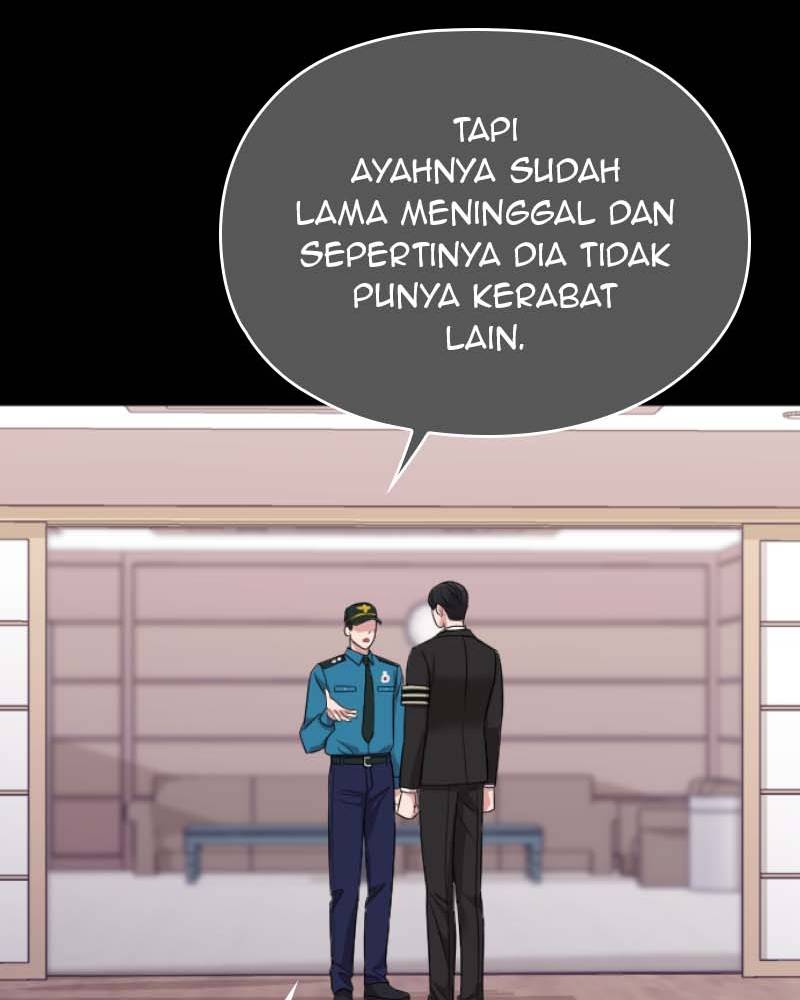 TAPI
AYAHNYA SUDAH
LAMA MENINGGAL DAN
SEPERTINYA DIA TIDAK
PUNYA KERABAT
LAIN.